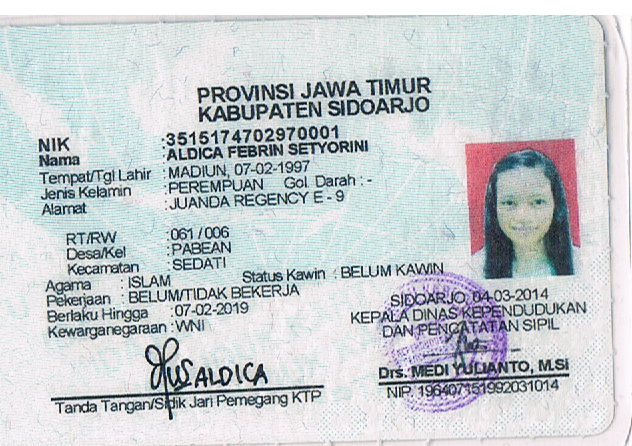 PROVINSI JAWA TIMUR
KABUPATEN SIDOARJO
NIK : 3515174702970001
Nama : ALDICA FEBRIN SETYORINI
Tempat/Tgl Lahir : MADIUN, 07-02-1997
Jenis Kelamin : PEREMPUAN Gol. Darah : -
Alamat : JUANDA REGENCY E - 9
RT/RW : 061 / 006
Desa/Kel : PABEAN
Kecamatan : SEDATI
Agama : ISLAM Status Kawin : BELUM KAWIN
Pekerjaan : BELUM/TIDAK BEKERJA
Berlaku Hingga : 07-02-2019
Kewarganegaraan : WNI
SIDOARJO, 04-03-2014
KEPALA DINAS KEPENDUDUKAN
DAN PENCATATAN SIPIL
Drs. MEDI YULIANTO, M.Si
NIP. 196407151992031014
ALDICA
Tanda Tangan/Sidik Jari Pemegang KTP